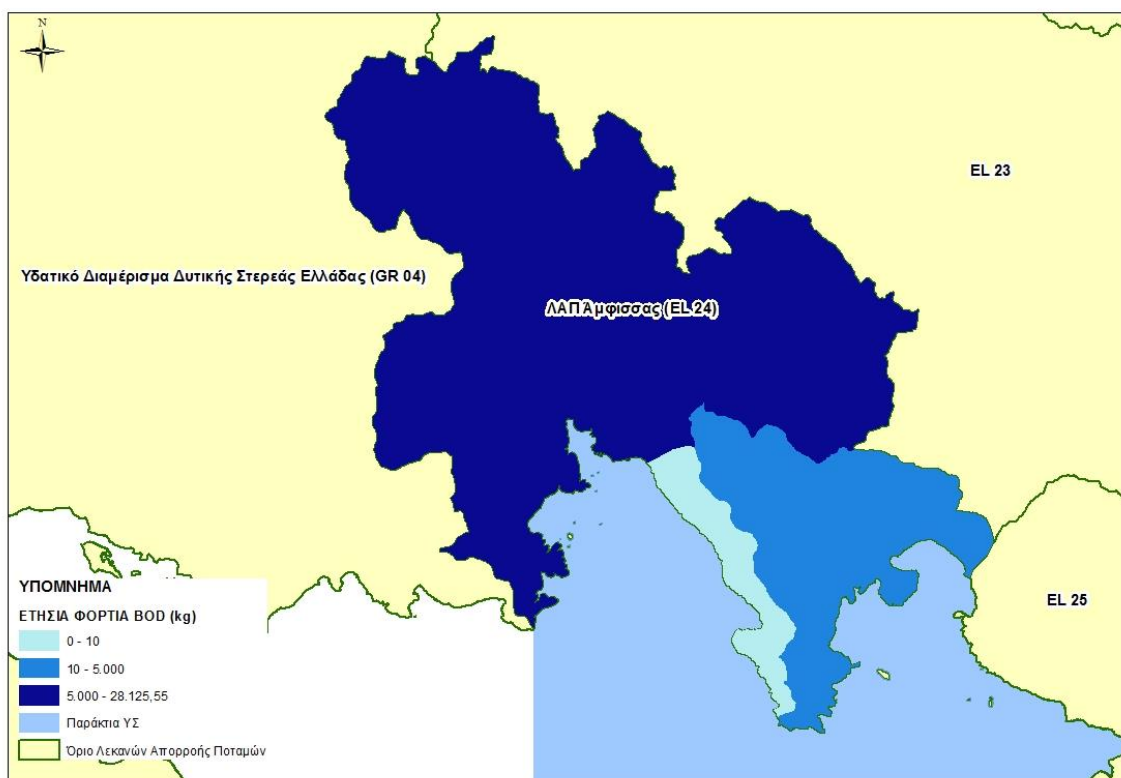 N
EL 23
Υδατικό Διαμέρισμα Δυτικής Στερεάς Ελλάδας (GR 04)
ΛΑΠ Άμφισσας (EL 24)
EL 25
ΥΠΟΜΝΗΜΑ
ΕΤΗΣΙΑ ΦΟΡΤΙΑ BOD (kg)
0 - 10
10 - 5.000
5.000 - 28.125,55
Παράκτια ΥΣ
Όριο Λεκανών Απορροής Ποταμών